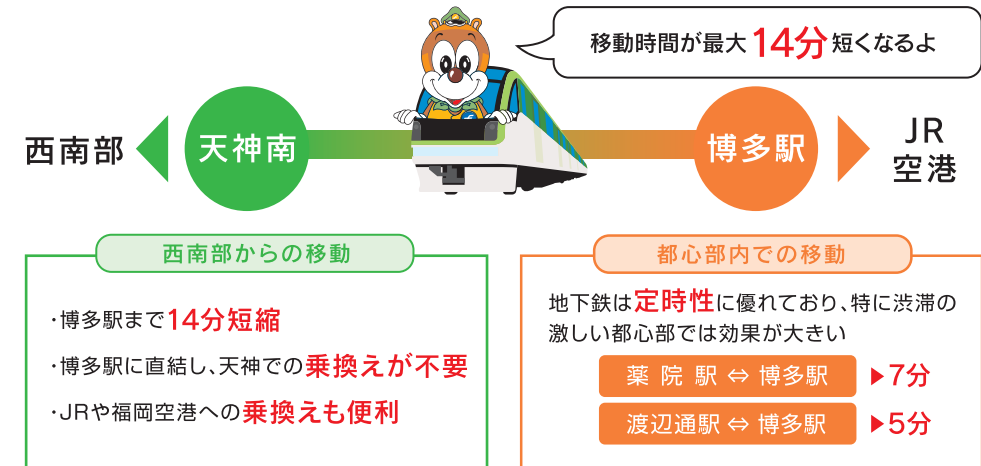 移動時間が最大14分短くなるよ
西南部
天神南
博多駅
JR
空港
西南部からの移動
・博多駅まで14分短縮
・博多駅に直結し、天神での乗換えが不要
・JRや福岡空港への乗換えも便利
都心部内での移動
地下鉄は定時性に優れており、特に渋滞の
激しい都心部では効果が大きい
薬院駅⇔博多駅 ▶7分
渡辺通駅⇔博多駅 ▶5分